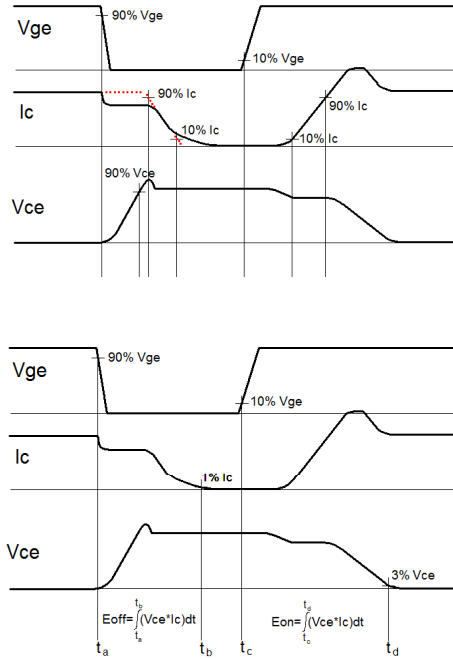 90% Vge
Vge
10% Vge
90% Ic
90% Ic
Ic
10% Ic
10% Ic
90% Vce
Vce
90% Vge
Vge
10% Vge
Ic
1% Ic
Vce
3% Vce
Eoff=∫(Vce*Ic)dt
tb
ta
Eon=∫(Vce*Ic)dt
td
tc
ta
tb
tc
td